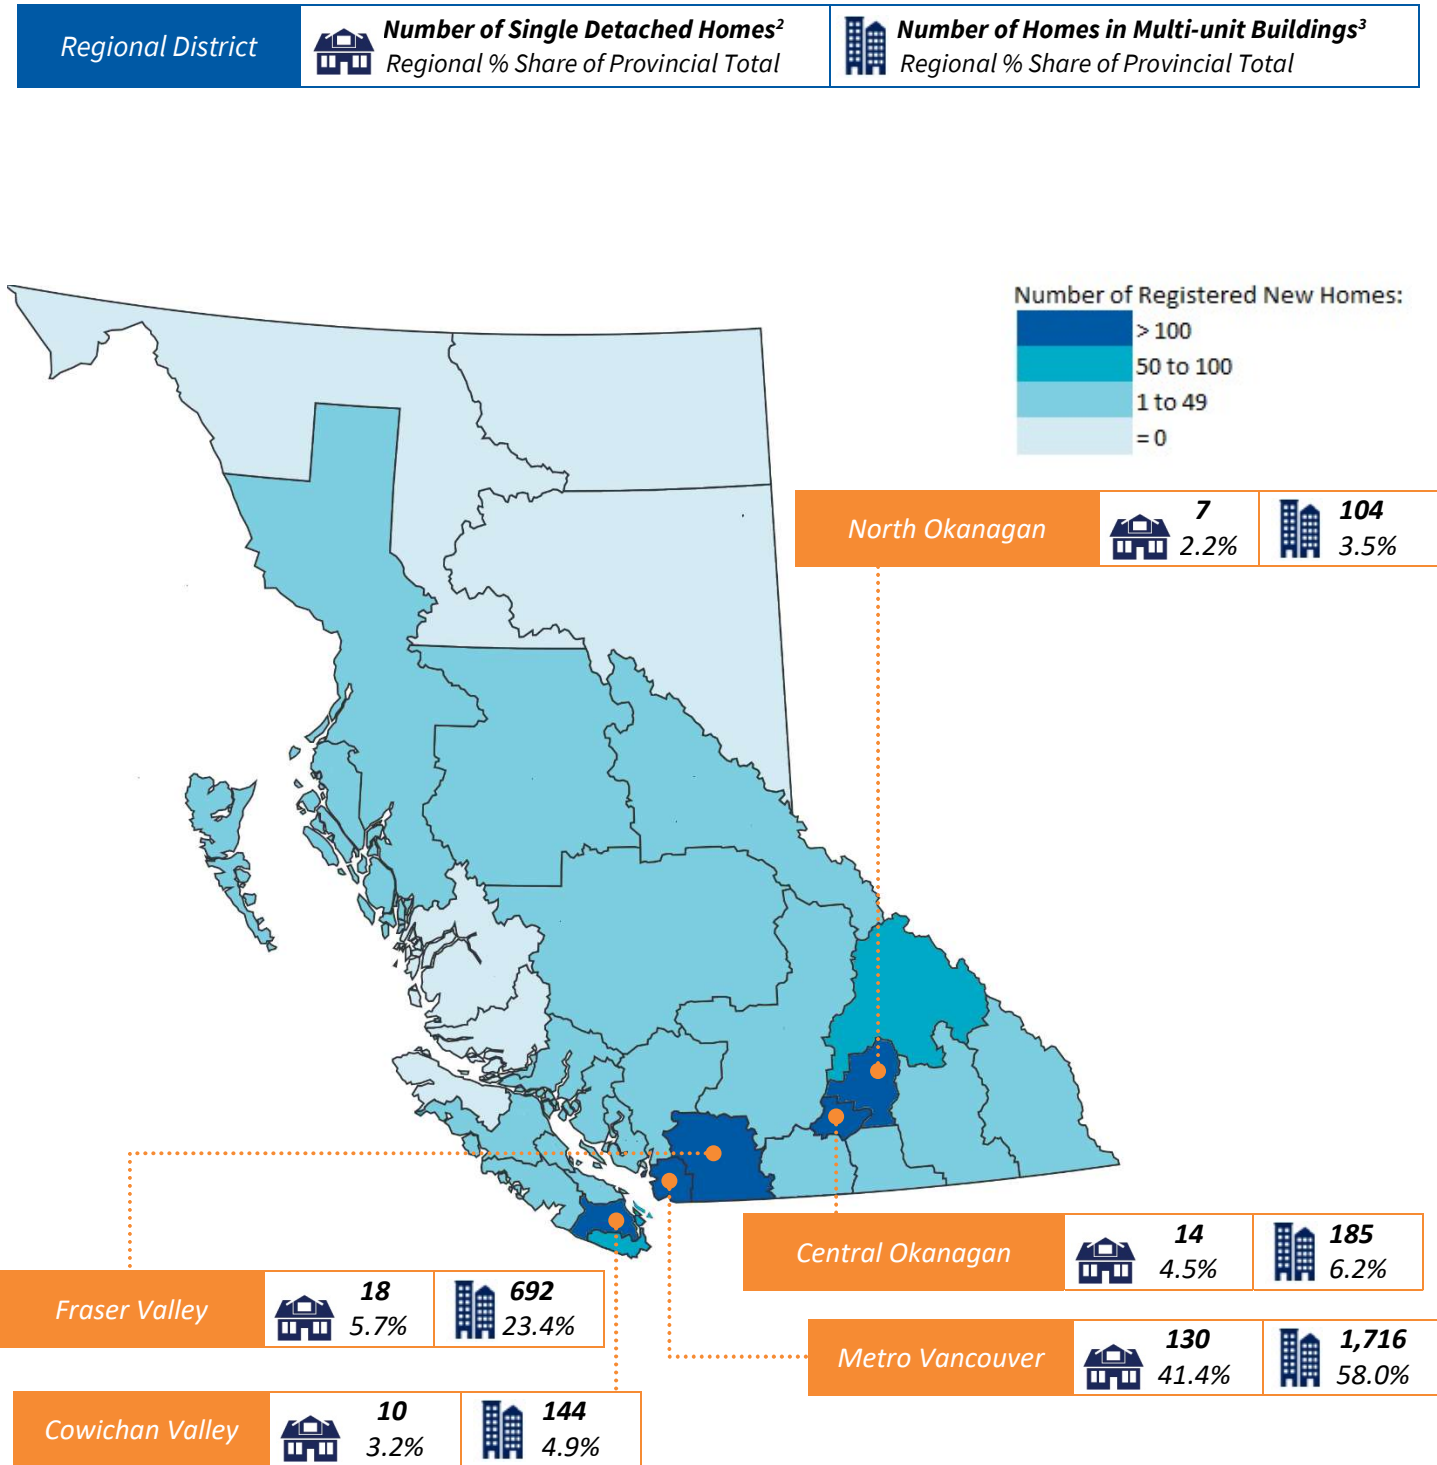 Regional District
Number of Single Detached Homes²
Regional % Share of Provincial Total
Number of Homes in Multi-unit Buildings³
Regional % Share of Provincial Total
Number of Registered New Homes:
> 100
50 to 100
1 to 49
= 0
North Okanagan
7
2.2%
104
3.5%
Central Okanagan
14
4.5%
185
6.2%
Fraser Valley
18
5.7%
692
23.4%
Metro Vancouver
130
41.4%
1,716
58.0%
Cowichan Valley
10
3.2%
144
4.9%